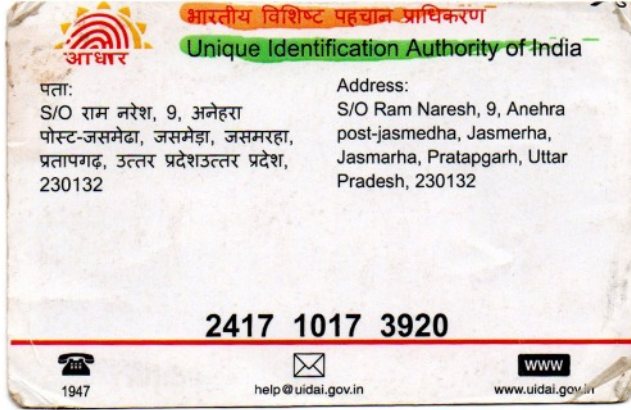 भारतीय विशिष्ट पहचान प्राधिकरण
Unique Identification Authority of India
आधार
पता:
S/O राम नरेश, 9, अनेहरा
पोस्ट-जसमेढा, जसमेड़ा, जसमरहा,
प्रतापगढ़, उत्तर प्रदेशउत्तर प्रदेश,
230132
Address:
S/O Ram Naresh, 9, Anehra
post-jasmedha, Jasmerha,
Jasmarha, Pratapgarh, Uttar
Pradesh, 230132
2417 1017 3920
1947
help@uidai.gov.in
www
www.uidai.gov.in